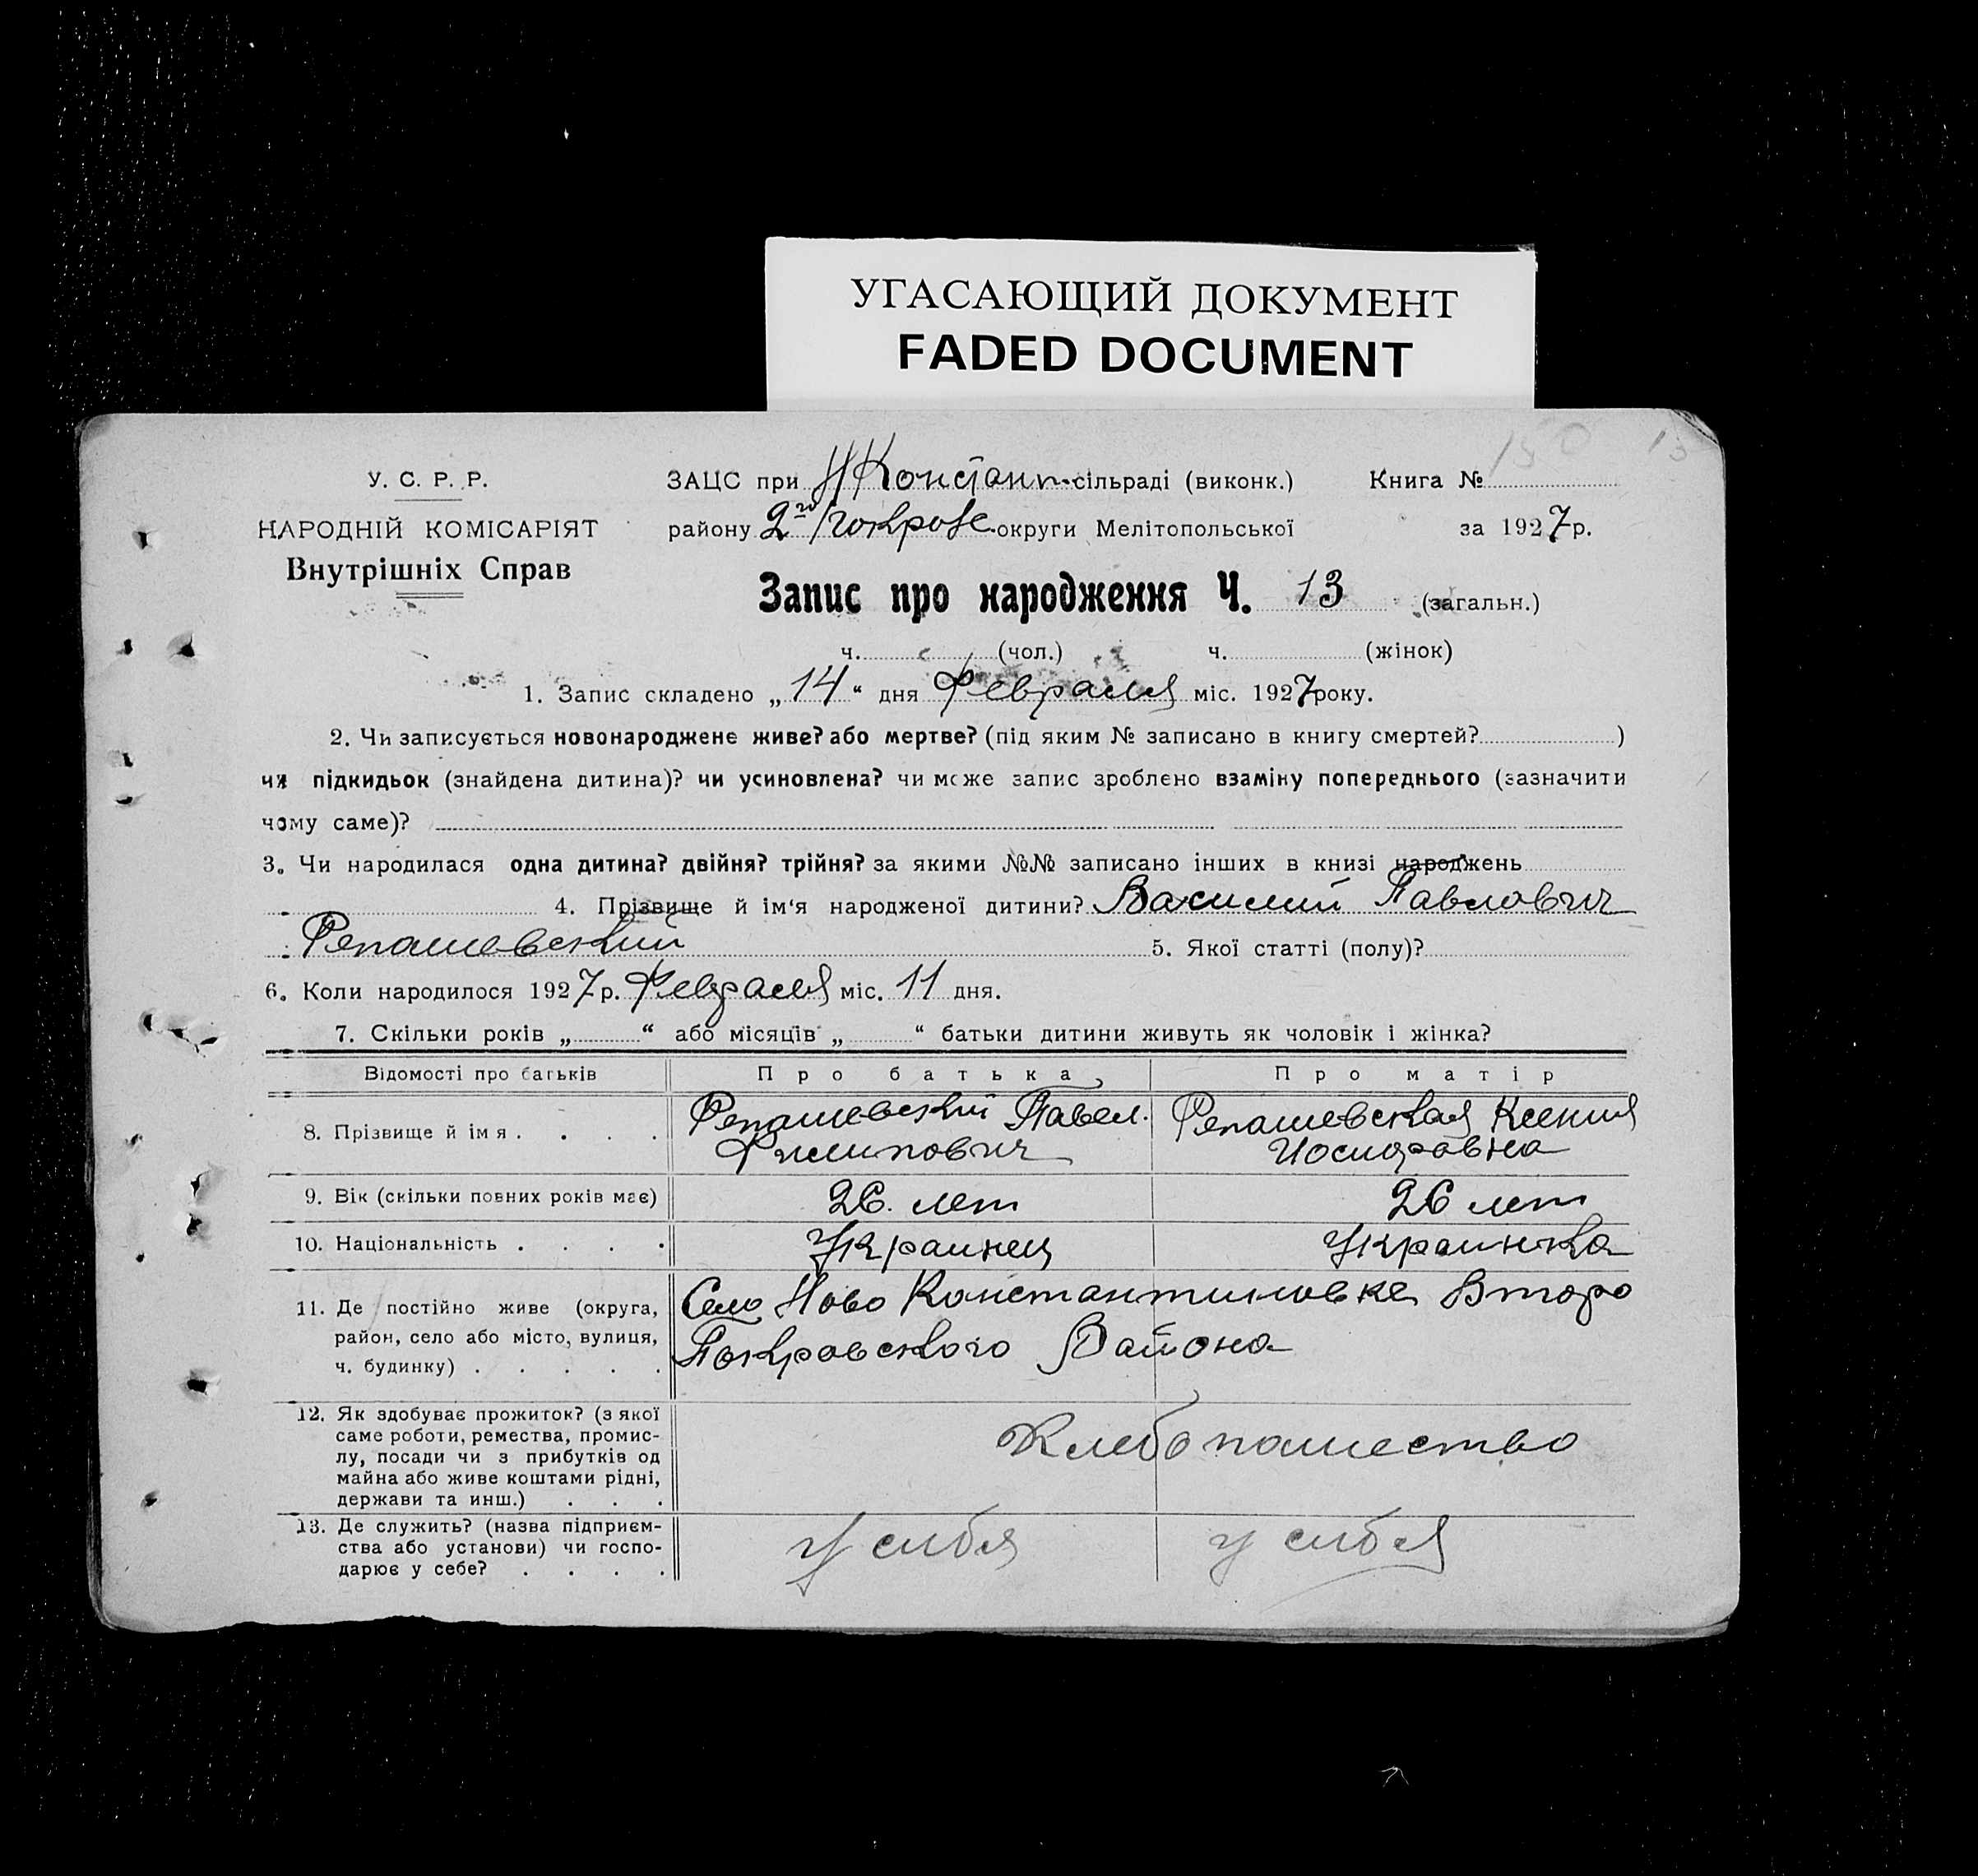 УГАСАЮЩИЙ ДОКУМЕНТ
FADED DOCUMENT
150 13
У. С. Р. Р. ЗАЦС при Н Констант. сільраді (виконк.) Книга №
НАРОДНІЙ КОМІСАРІЯТ району 2го Покровс. округи Мелітопольської за 1927 р.
Внутрішніх Справ
Запис про народження Ч. 13 (загальн.)
ч. (чол.) ч. (жінок)
1. Запис складено „14“ дня Февраля міс. 1927 року.
2. Чи записується новонароджене живе? або мертве? (під яким № записано в книгу смертей? )
чи підкидьок (знайдена дитина)? чи усиновлена? чи може запис зроблено взаміну попереднього (зазначити
чому саме)?
3. Чи народилася одна дитина? двійня? трійня? за якими №№ записано інших в книзі народжень
4. Прізвище й ім‘я народженої дитини? Василий Павлович
Репашевский 5. Якої статті (полу)?
6. Коли народилося 1927 р. Февраля міс. 11 дня.
7. Скільки років „ “ або місяців „ “ батьки дитини живуть як чоловік і жінка?
Відомості про батьків Про батька Про матір
8. Прізвище й імя . . . . Репашевский Павел. Репашевская Ксения
Филипович Иосифовна
9. Вік (скільки повних років має) 26. лет 26 лет
10. Національність . . . . Украинец Украинка
11. Де постійно живе (округа, Село Ново Константиновке Второ
район, село або місто, вулиця, Покровского Района
ч. будинку) . . . . .
12. Як здобуває прожиток? (з якої
саме роботи, ремества, промис- Хлебопашество
лу, посади чи з прибутків од
майна або живе коштами рідні,
держави та инш.) . . .
13. Де служить? (назва підприєм- у сибя у сибя
ства або установи) чи госпо-
дарює у себе? . . . .